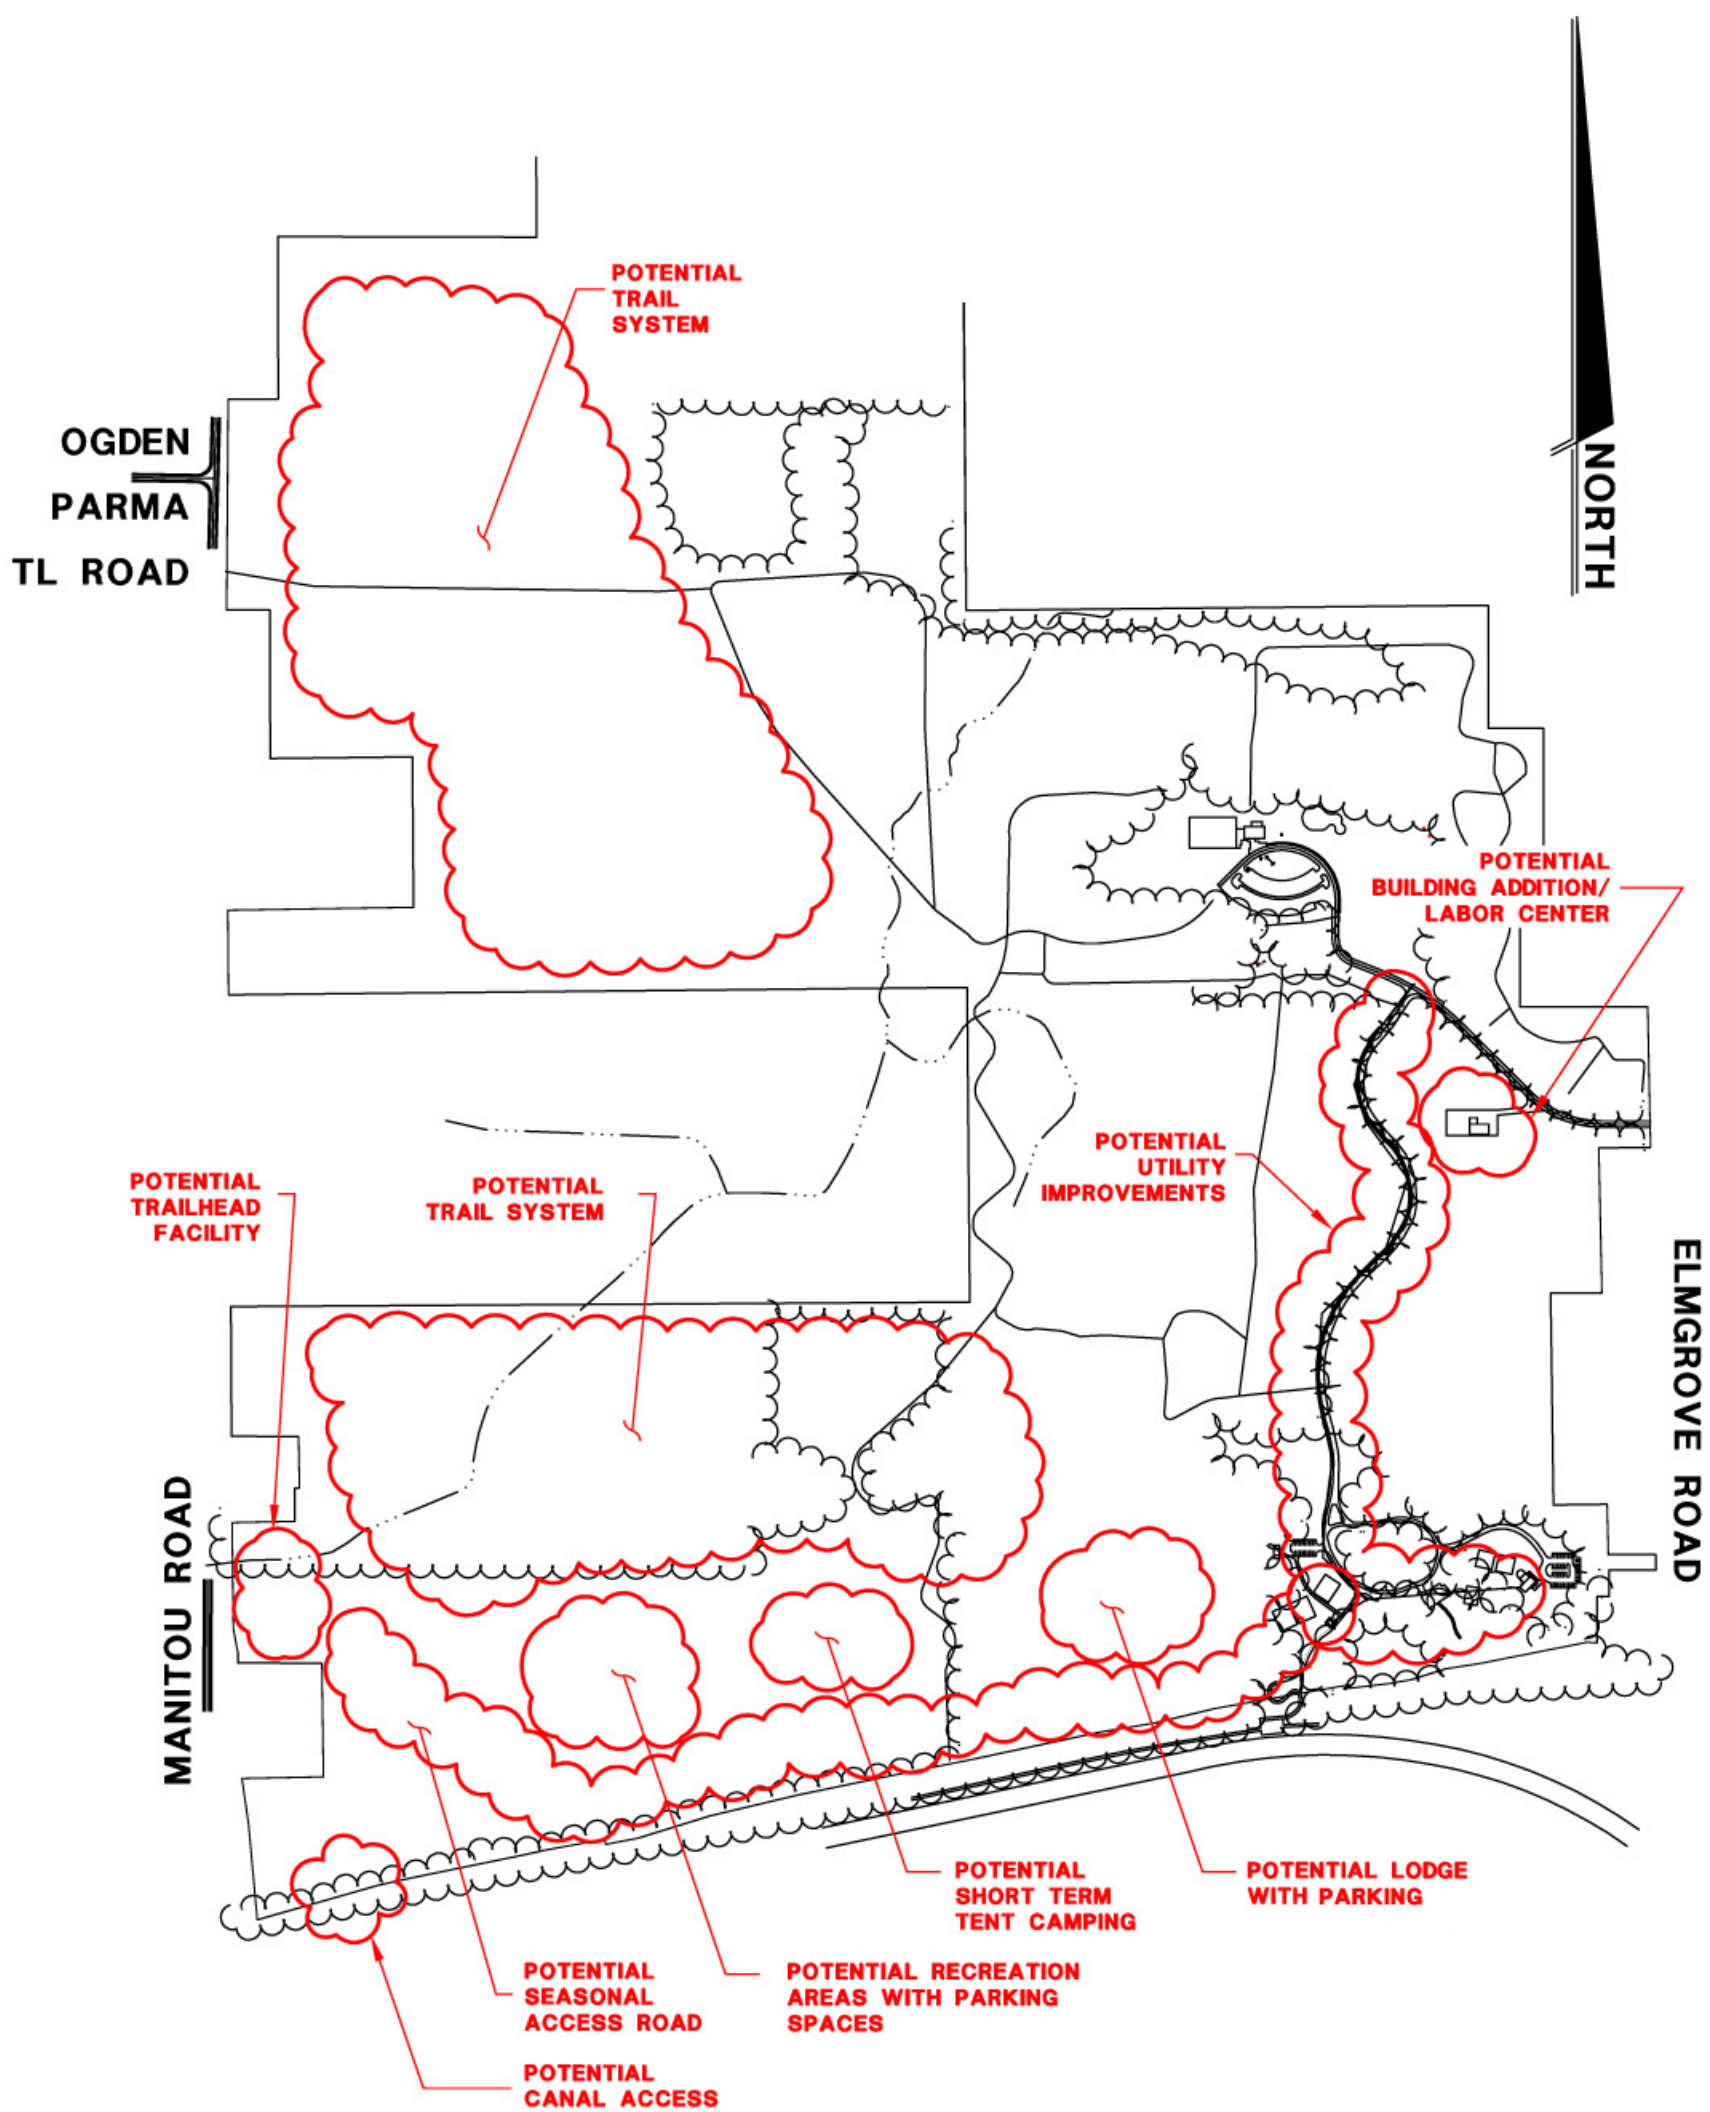 POTENTIAL
TRAIL
SYSTEM
OGDEN
PARMA
TL ROAD
NORTH
POTENTIAL
BUILDING ADDITION/
LABOR CENTER
POTENTIAL
UTILITY
IMPROVEMENTS
POTENTIAL
TRAILHEAD
FACILITY
POTENTIAL
TRAIL SYSTEM
ELMGROVE ROAD
MANITOU ROAD
POTENTIAL
SHORT TERM
TENT CAMPING
POTENTIAL LODGE
WITH PARKING
POTENTIAL
SEASONAL
ACCESS ROAD
POTENTIAL RECREATION
AREAS WITH PARKING
SPACES
POTENTIAL
CANAL ACCESS